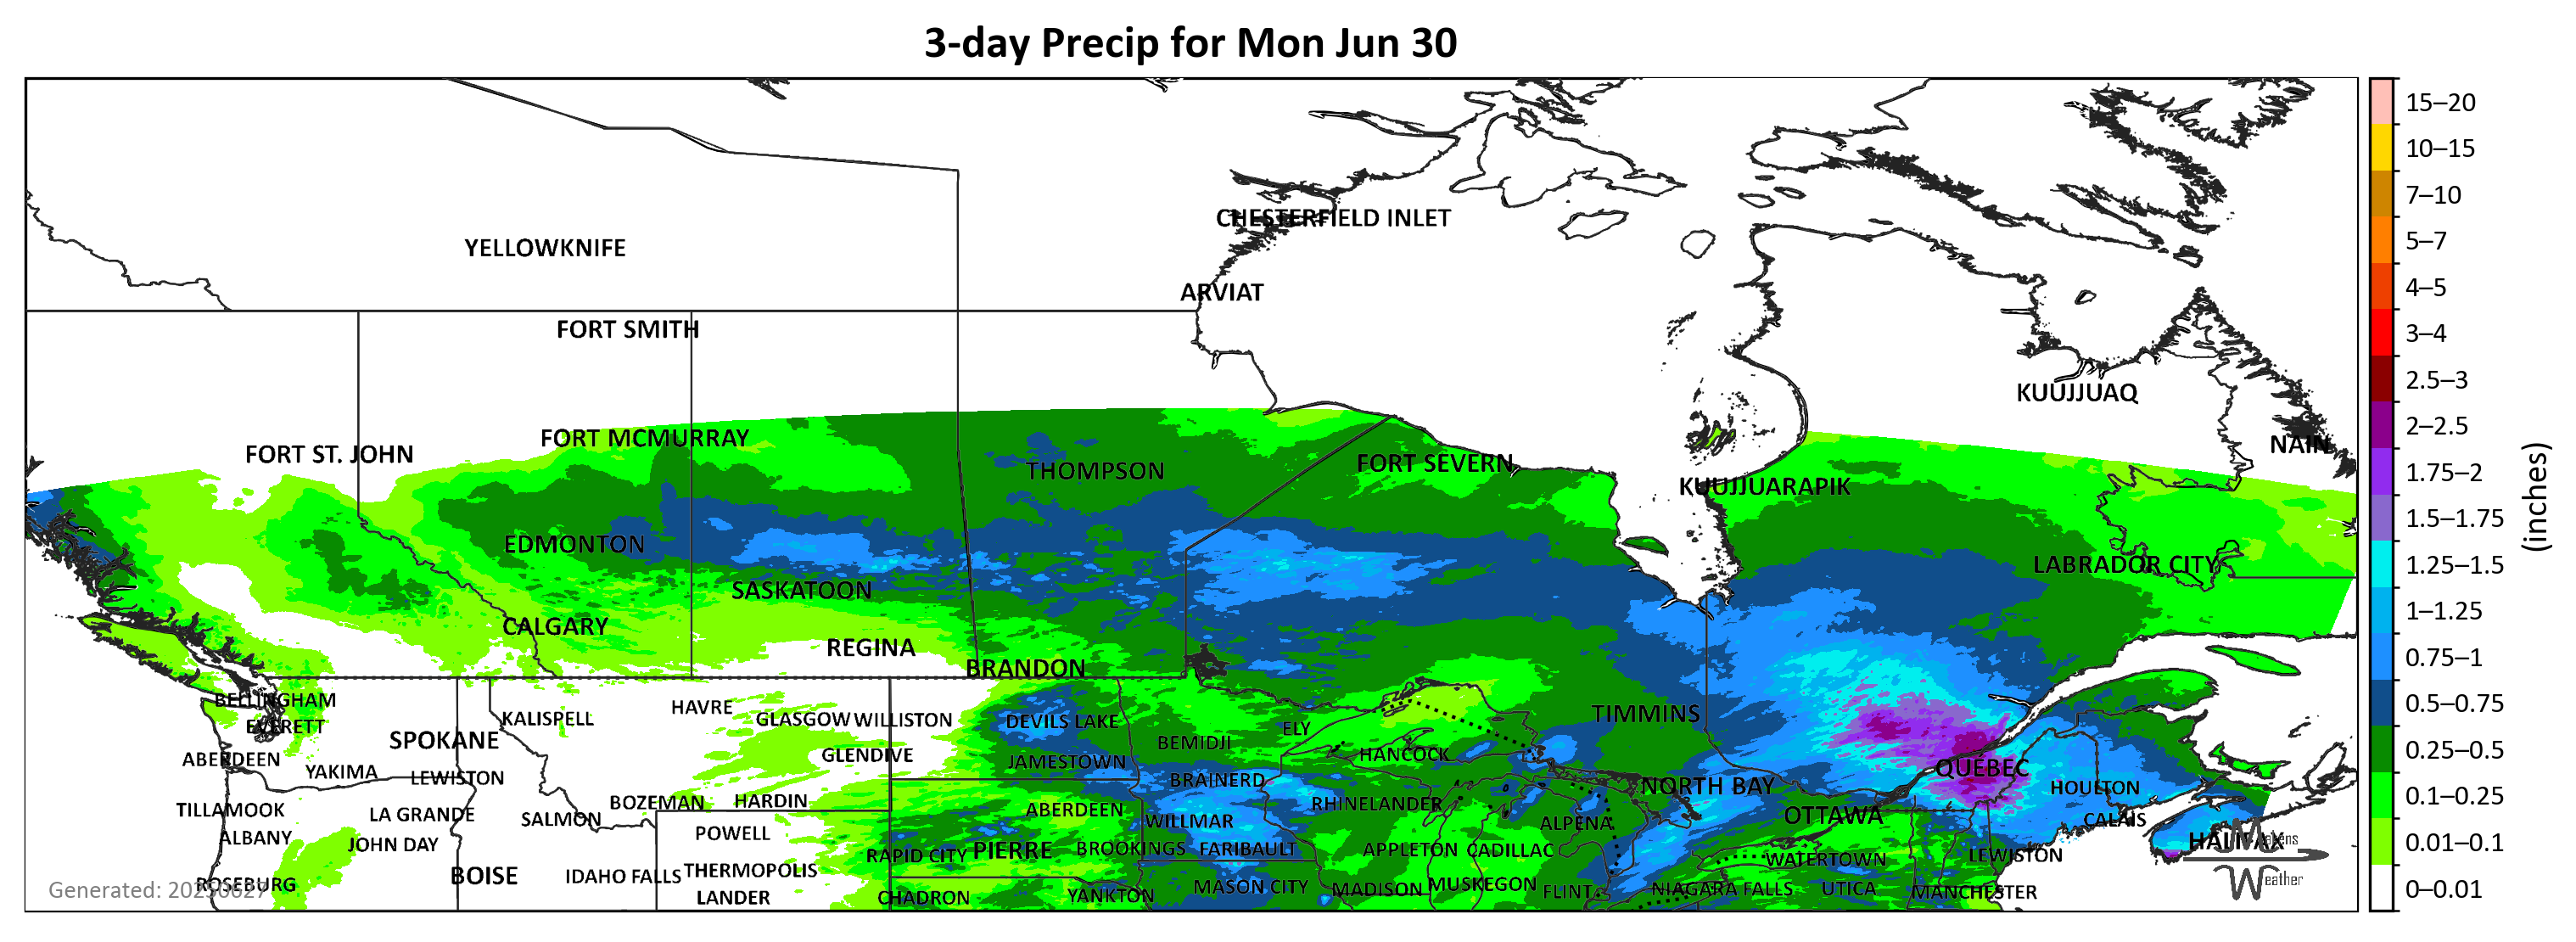 3-day Precip for Mon Jun 30
YELLOWKNIFE
CHESTERFIELD INLET
ARVIAT
FORT SMITH
KUUJJUAQ
FORT ST. JOHN
FORT MCMURRAY
THOMPSON
FORT SEVERN
KUUJJUARAPIK
NAIN
EDMONTON
SASKATOON
LABRADOR CITY
CALGARY
REGINA
BRANDON
BELLINGHAM
EVERETT
KALISPELL
HAVRE
GLASGOW
WILLISTON
DEVILS LAKE
ELY
TIMMINS
SPOKANE
GLENDIVE
JAMESTOWN
BEMIDJI
HANCOCK
QUÉBEC
ABERDEEN
YAKIMA
LEWISTON
BRAINERD
NORTH BAY
HOULTON
TILLAMOOK
LA GRANDE
SALMON
BOZEMAN
HARDIN
ABERDEEN
WILLMAR
RHINELANDER
ALPENA
OTTAWA
CALAIS
ALBANY
JOHN DAY
POWELL
RAPID CITY
PIERRE
BROOKINGS
FARIBAULT
APPLETON
CADILLAC
WATERTOWN
LEWISTON
HALIFAX
Makens
Weather
ROSEBURG
BOISE
IDAHO FALLS
THERMOPOLIS
LANDER
CHADRON
YANKTON
MASON CITY
MADISON
MUSKEGON
FLINT
NIAGARA FALLS
UTICA
MANCHESTER
Generated: 20250627
15–20
10–15
7–10
5–7
4–5
3–4
2.5–3
2–2.5
1.75–2
1.5–1.75
1.25–1.5
1–1.25
0.75–1
0.5–0.75
0.25–0.5
0.1–0.25
0.01–0.1
0–0.01
(inches)